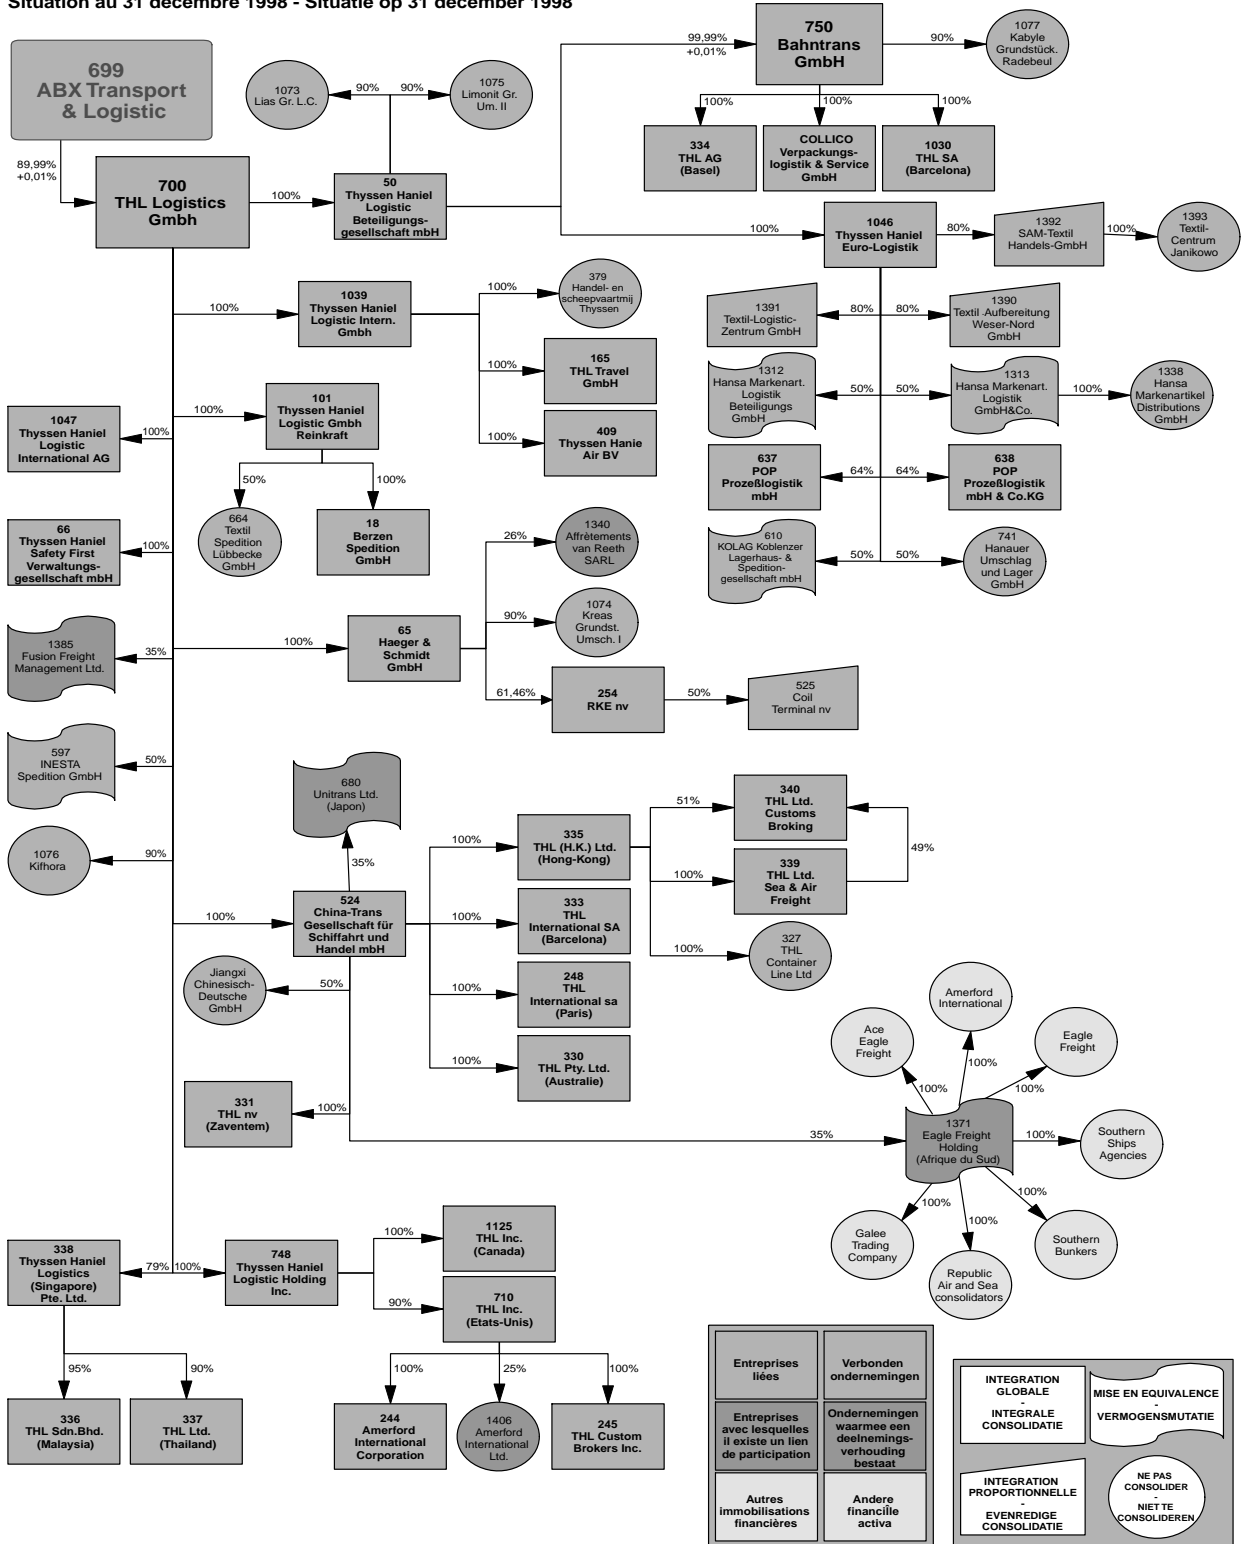 Situation au 31 décembre 1998 - Situatie op 31 december 1998
699
ABX Transport
& Logistic
89,99%
+0,01%
700
THL Logistics
Gmbh
100%
1073
Lias Gr. L.C.
90%
90%
1075
Limonit Gr.
Um. II
50
Thyssen Haniel
Logistic
Beteiligungs-
gesellschaft mbH
99,99%
+0,01%
750
Bahntrans
GmbH
90%
1077
Kabyle
Grundstück.
Radebeul
100%
100%
100%
334
THL AG
(Basel)
COLLICO
Verpackungs-
logistik & Service
GmbH
1030
THL SA
(Barcelona)
100%
1046
Thyssen Haniel
Euro-Logistik
80%
1392
SAM-Textil
Handels-GmbH
100%
1393
Textil-
Centrum
Janikowo
1391
Textil-Logistic-
Zentrum GmbH
80%
80%
1390
Textil Aufbereitung
Weser-Nord
GmbH
1312
Hansa Markenart.
Logistik
Beteiligungs
GmbH
50%
50%
1313
Hansa Markenart.
Logistik
GmbH&Co.
100%
1338
Hansa
Markenartikel
Distributions
GmbH
637
POP
Prozeßlogistik
mbH
64%
64%
638
POP
Prozeßlogistik
mbH & Co.KG
610
KOLAG Koblenzer
Lagerhaus- &
Spedition-
gesellschaft mbH
50%
50%
741
Hanauer
Umschlag
und Lager
GmbH
100%
1039
Thyssen Haniel
Logistic Intern.
Gmbh
100%
379
Handel- en
scheepvaartmij
Thyssen
100%
165
THL Travel
GmbH
100%
409
Thyssen Hanie
Air BV
1047
Thyssen Haniel
Logistic
International AG
100%
100%
101
Thyssen Haniel
Logistic Gmbh
Reinkraft
50%
100%
664
Textil
Spedition
Lübbecke
GmbH
18
Berzen
Spedition
GmbH
66
Thyssen Haniel
Safety First
Verwaltungs-
gesellschaft mbH
100%
1385
Fusion Freight
Management Ltd.
35%
100%
65
Haeger &
Schmidt
GmbH
26%
1340
Affrètements
van Reeth
SARL
90%
1074
Kreas
Grundst.
Umsch. I
61,46%
254
RKE nv
50%
525
Coil
Terminal nv
597
INESTA
Spedition GmbH
50%
1076
Kifhora
90%
680
Unitrans Ltd.
(Japon)
35%
100%
524
China-Trans
Gesellschaft für
Schiffahrt und
Handel mbH
100%
335
THL (H.K.) Ltd.
(Hong-Kong)
51%
340
THL Ltd.
Customs
Broking
49%
100%
339
THL Ltd.
Sea & Air
Freight
100%
327
THL
Container
Line Ltd
100%
333
THL
International SA
(Barcelona)
100%
248
THL
International sa
(Paris)
100%
330
THL Pty. Ltd.
(Australie)
Jiangxi
Chinesisch-
Deutsche
GmbH
50%
331
THL nv
(Zaventem)
100%
35%
1371
Eagle Freight
Holding
(Afrique du Sud)
Ace
Eagle
Freight
100%
Amerford
International
100%
Eagle
Freight
100%
100%
Southern
Ships
Agencies
100%
Southern
Bunkers
100%
Republic
Air and Sea
consolidators
100%
Galee
Trading
Company
338
Thyssen Haniel
Logistics
(Singapore)
Pte. Ltd.
79%
100%
748
Thyssen Haniel
Logistic Holding
Inc.
100%
1125
THL Inc.
(Canada)
90%
710
THL Inc.
(Etats-Unis)
95%
90%
336
THL Sdn.Bhd.
(Malaysia)
337
THL Ltd.
(Thailand)
100%
25%
100%
244
Amerford
International
Corporation
1406
Amerford
International
Ltd.
245
THL Custom
Brokers Inc.
Entreprises
liées
Verbonden
ondernemingen
Entreprises
avec lesquelles
il existe un lien
de participation
Ondernemingen
waarmee een
deelnemings-
verhouding
bestaat
Autres
immobilisations
financières
Andere
financiÎle
activa
INTEGRATION
GLOBALE
-
INTEGRALE
CONSOLIDATIE
MISE EN EQUIVALENCE
-
VERMOGENSMUTATIE
INTEGRATION
PROPORTIONNELLE
-
EVENREDIGE
CONSOLIDATIE
NE PAS
CONSOLIDER
-
NIET TE
CONSOLIDEREN